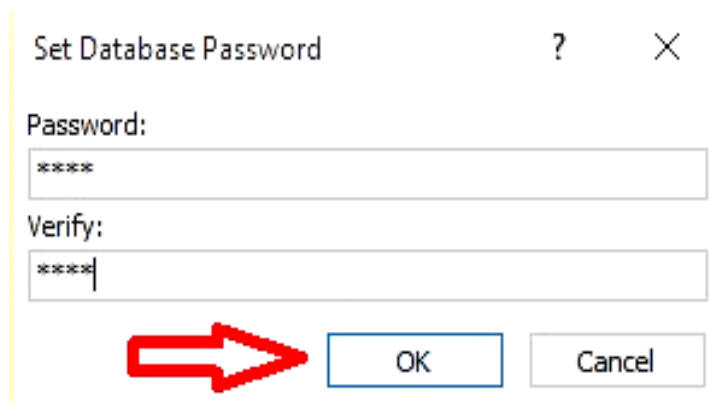 Set Database Password ? ×
Password:
****
Verify:
****
OK Cancel